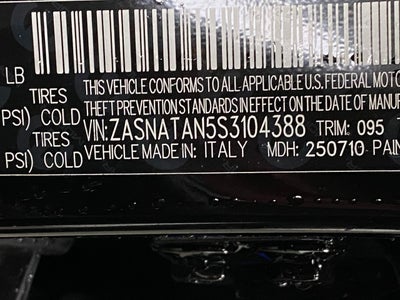 LB
THIS VEHICLE CONFORMS TO ALL APPLICABLE U.S. FEDERAL MOTO
TIRES
PSI) COLD THEFT PREVENTION STANDARDS IN EFFECT ON THE DATE OF MANUF
TIRES VIN:ZASNATAN5S3104388 TRIM: 095 T
PSI) COLD VEHICLE MADE IN: ITALY MDH: 250710 PAIN